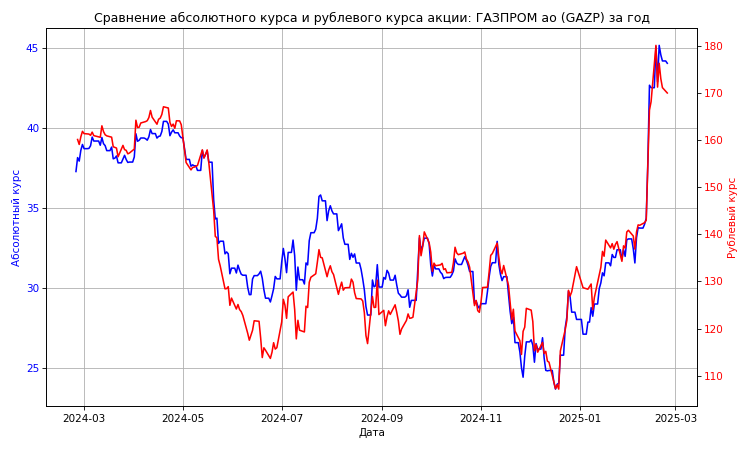 Сравнение абсолютного курса и рублевого курса акции: ГАЗПРОМ ао (GAZP) за год
45
40
35
30
25
180
170
160
150
140
130
120
110
Абсолютный курс
Рублевый курс
2024-03 2024-05 2024-07 2024-09 2024-11 2025-01 2025-03
Дата